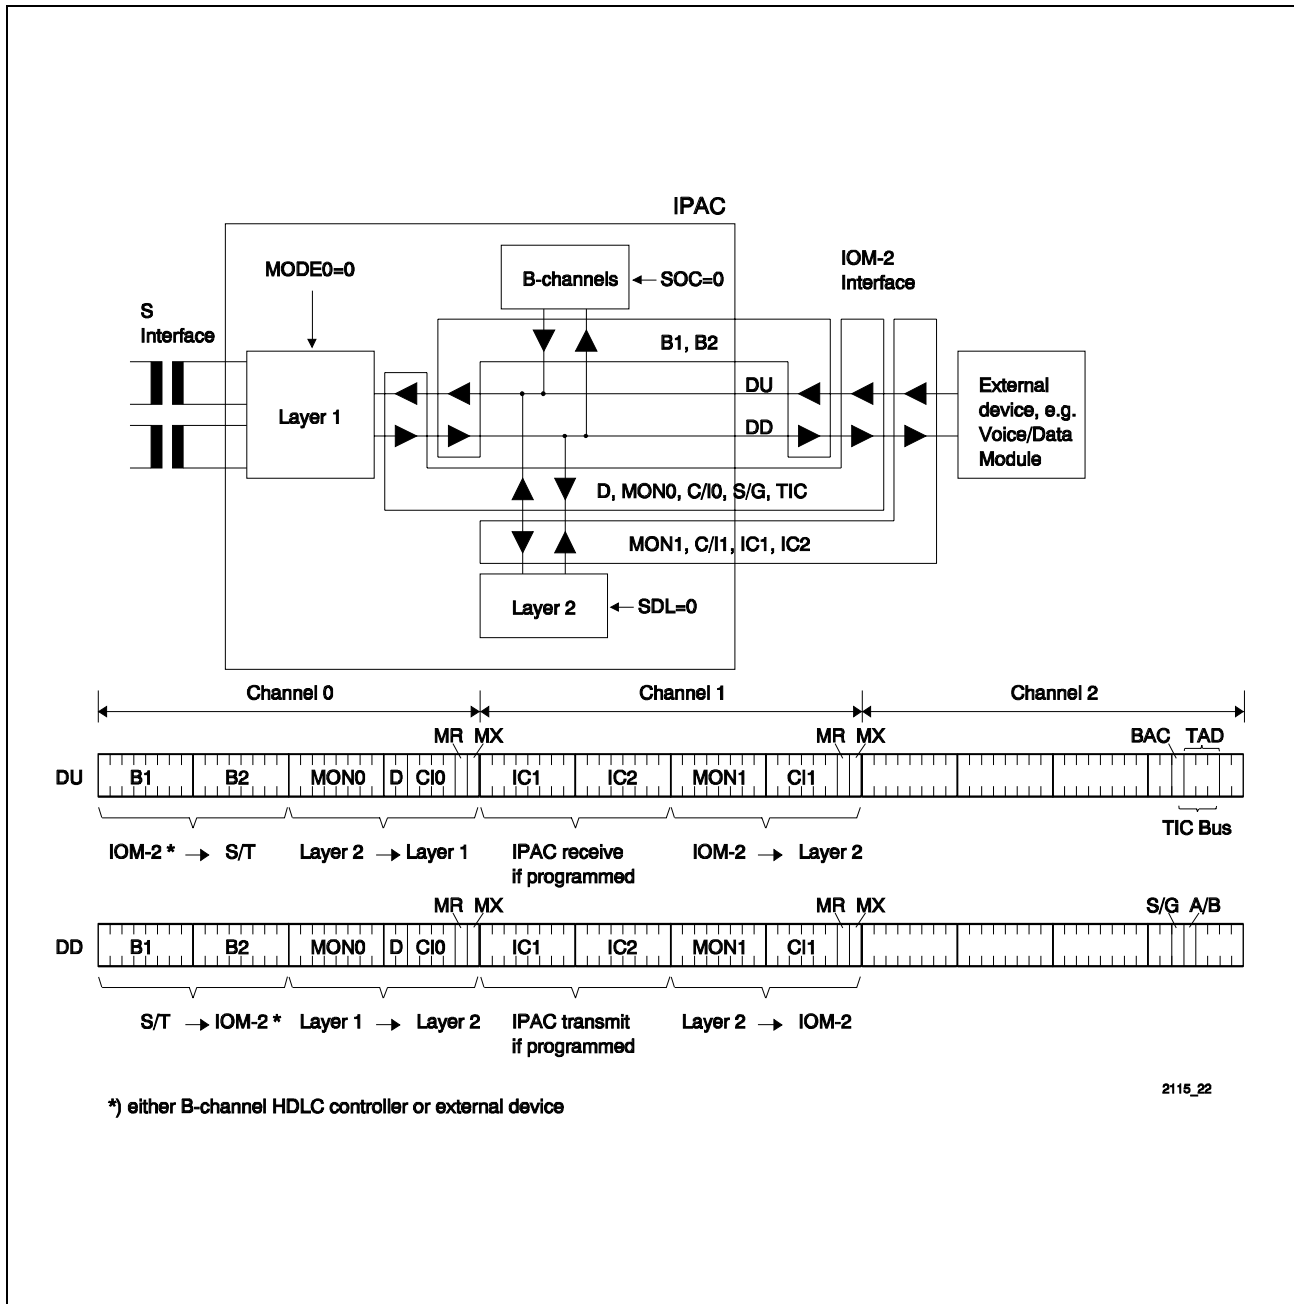 IPAC
MODE0=0
B-channels
SOC=0
IOM-2
Interface
S
Interface
B1, B2
Layer 1
DU
DD
External
device, e.g.
Voice/Data
Module
D, MON0, C/I0, S/G, TIC
MON1, C/I1, IC1, IC2
Layer 2
SDL=0
Channel 0 Channel 1 Channel 2
MR MX MR MX BAC TAD
DU B1 B2 MON0 D CI0 IC1 IC2 MON1 CI1
TIC Bus
IOM-2 * → S/T Layer 2 → Layer 1 IPAC receive IOM-2 → Layer 2
if programmed
MR MX MR MX S/G A/B
DD B1 B2 MON0 D CI0 IC1 IC2 MON1 CI1
S/T → IOM-2 * Layer 1 → Layer 2 IPAC transmit Layer 2 → IOM-2
if programmed
2115_22
*) either B-channel HDLC controller or external device